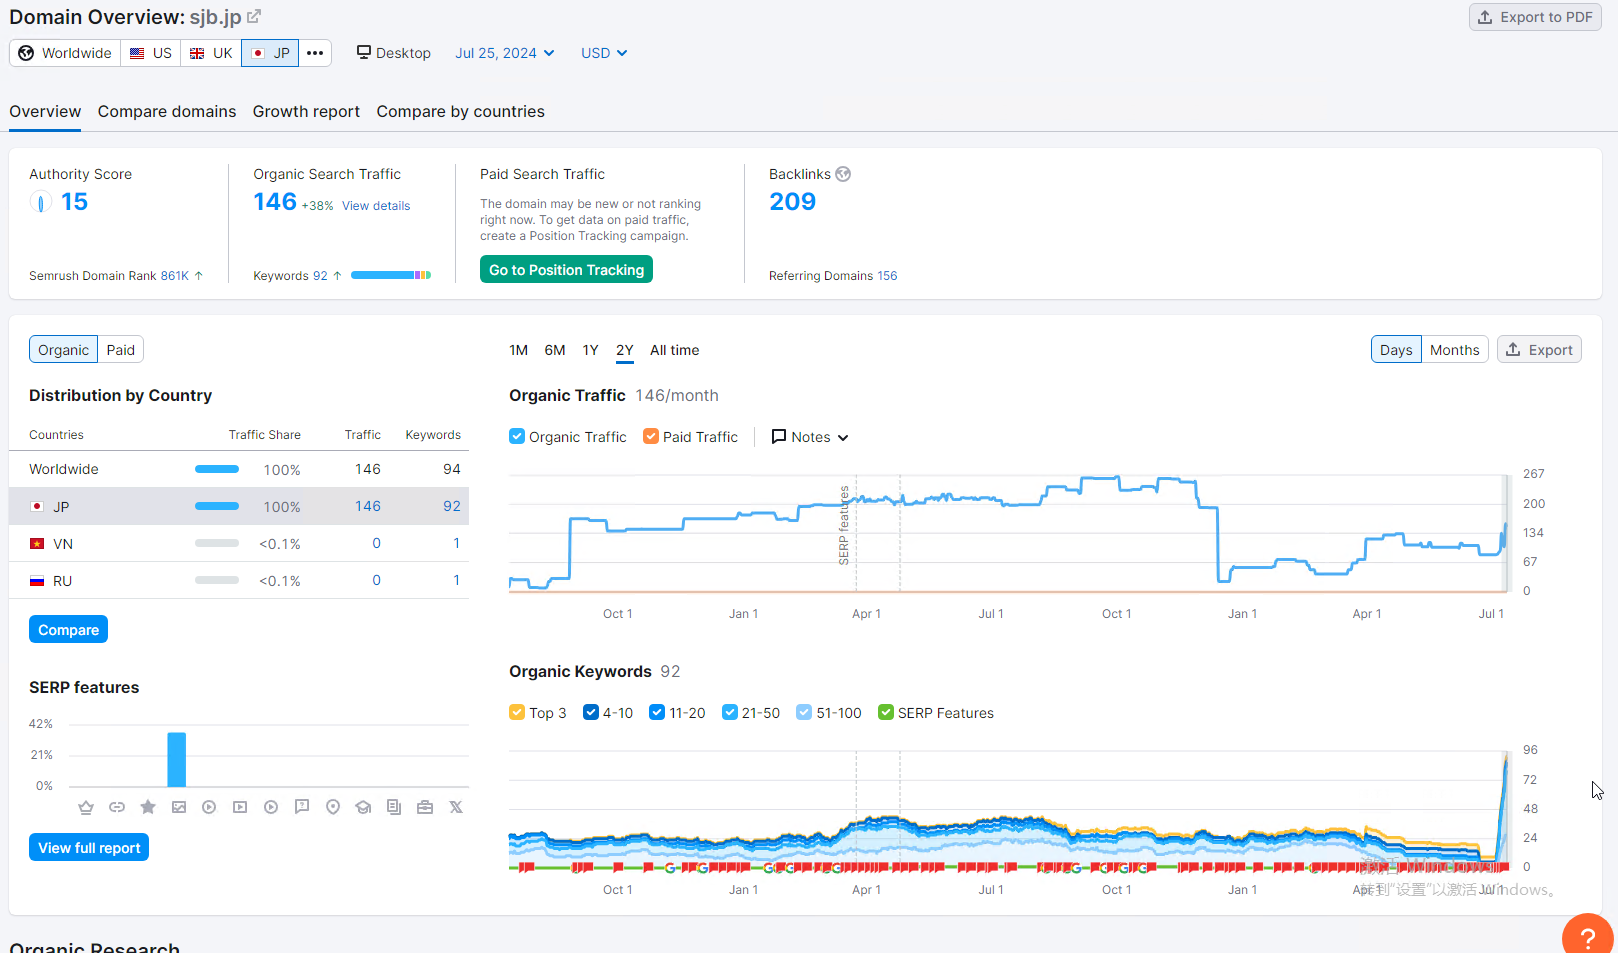 Domain Overview: sjb.jp
Export to PDF
Worldwide US UK JP ••• Desktop Jul 25, 2024 USD
Overview Compare domains Growth report Compare by countries
Authority Score
15
Semrush Domain Rank 861K ↑
Organic Search Traffic
146 +38% View details
Keywords 92 ↑
Paid Search Traffic
The domain may be new or not ranking
right now. To get data on paid traffic,
create a Position Tracking campaign.
Go to Position Tracking
Backlinks
209
Referring Domains 156
Organic Paid
Distribution by Country
Countries Traffic Share Traffic Keywords
Worldwide 100% 146 94
JP 100% 146 92
VN <0.1% 0 1
RU <0.1% 0 1
Compare
SERP features
42%
21%
0%
View full report
1M 6M 1Y 2Y All time
Days Months Export
Organic Traffic 146/month
Organic Traffic Paid Traffic Notes
SERP features
267
200
134
67
0
Oct 1 Jan 1 Apr 1 Jul 1 Oct 1 Jan 1 Apr 1 Jul 1
Organic Keywords 92
Top 3 4-10 11-20 21-50 51-100 SERP Features
96
72
48
24
0
Oct 1 Jan 1 Apr 1 Jul 1 Oct 1 Jan 1 Apr 1 Jul 1
激活 Windows
转到"设置"以激活 Windows。
?
Organic Research